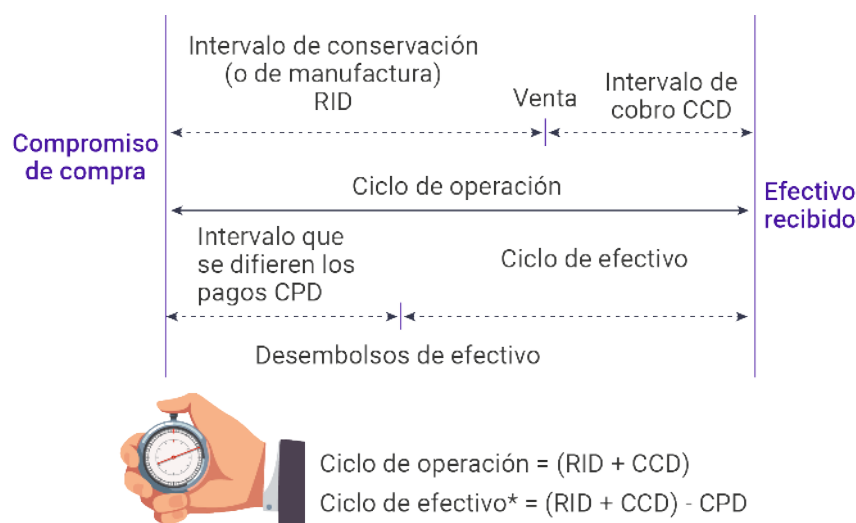 Intervalo de conservación
(o de manufactura)
RID
Venta
Intervalo de
cobro CCD
Compromiso
de compra
Ciclo de operación
Efectivo
recibido
Intervalo que
se difieren los
pagos CPD
Ciclo de efectivo
Desembolsos de efectivo
Ciclo de operación = (RID + CCD)
Ciclo de efectivo* = (RID + CCD) - CPD